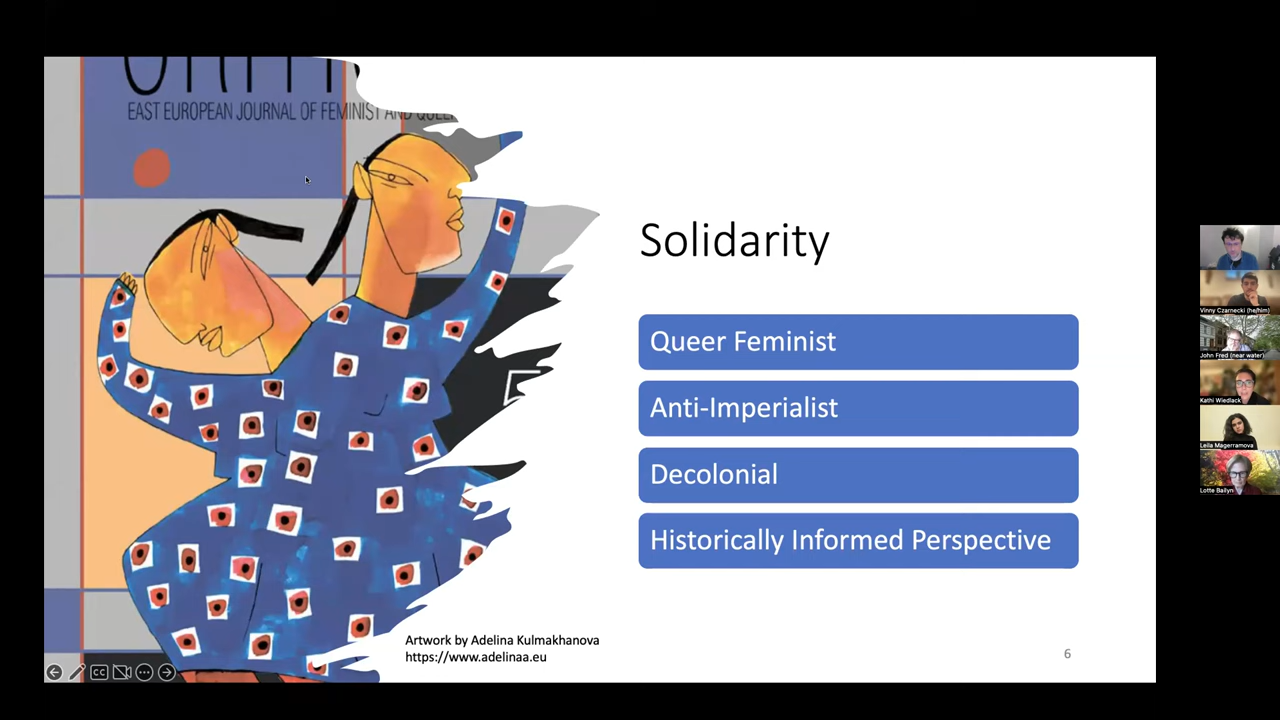 EAST EUROPEAN JOURNAL OF FEMINIST AND
Solidarity
Queer Feminist
Anti-Imperialist
Decolonial
Historically Informed Perspective
Artwork by Adelina Kulmakhanova
https://www.adelinaa.eu
6
CC
Vinny Czarnecki (he/him)
John Fred (near water)
Kathi Wiedlack
Leila Magerramova
Lotte Bailyn